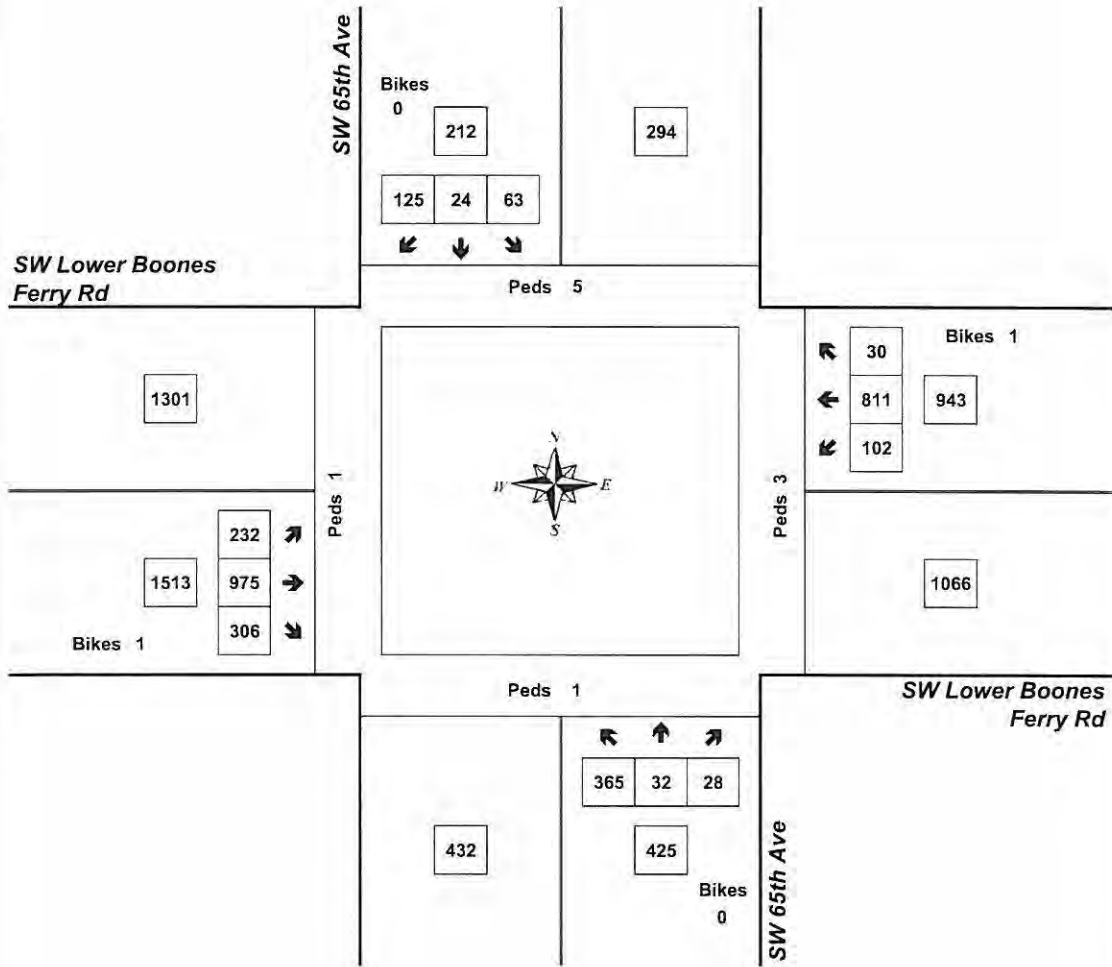 SW 65th Ave
Bikes
0
212
294
125 24 63
SW Lower Boones
Ferry Rd
Peds 5
30
Bikes 1
1301
811
943
102
N
W E
S
Peds 1
Peds 3
232
1513
975
306
Bikes 1
1066
Peds 1
SW Lower Boones
Ferry Rd
365 32 28
432
425
Bikes
0
SW 65th Ave